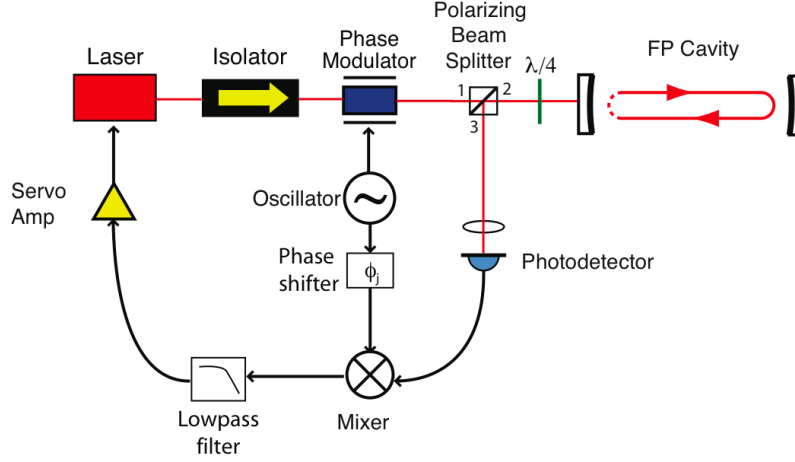 Laser
Isolator
Phase
Modulator
Polarizing
Beam
Splitter
λ/4
FP Cavity
1
2
3
Servo
Amp
Oscillator
Phase
shifter
ϕj
Photodetector
Lowpass
filter
Mixer